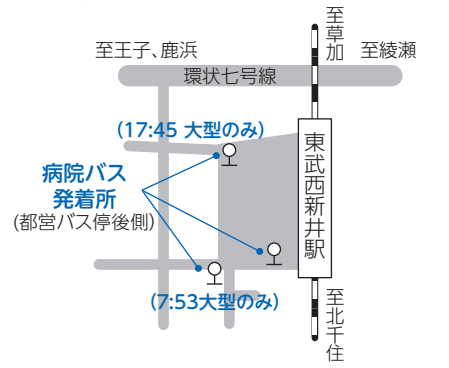 至草加
至王子、鹿浜
至綾瀬
環状七号線
(17:45 大型のみ)
東武西新井駅
病院バス
発着所
(都営バス停後側)
(7:53大型のみ)
至北千住